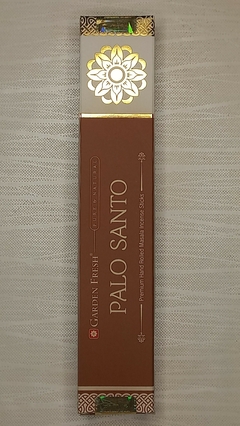 GARDEN FRESH
PALO SANTO
Premium Hand Rolled Masala Incense Sticks